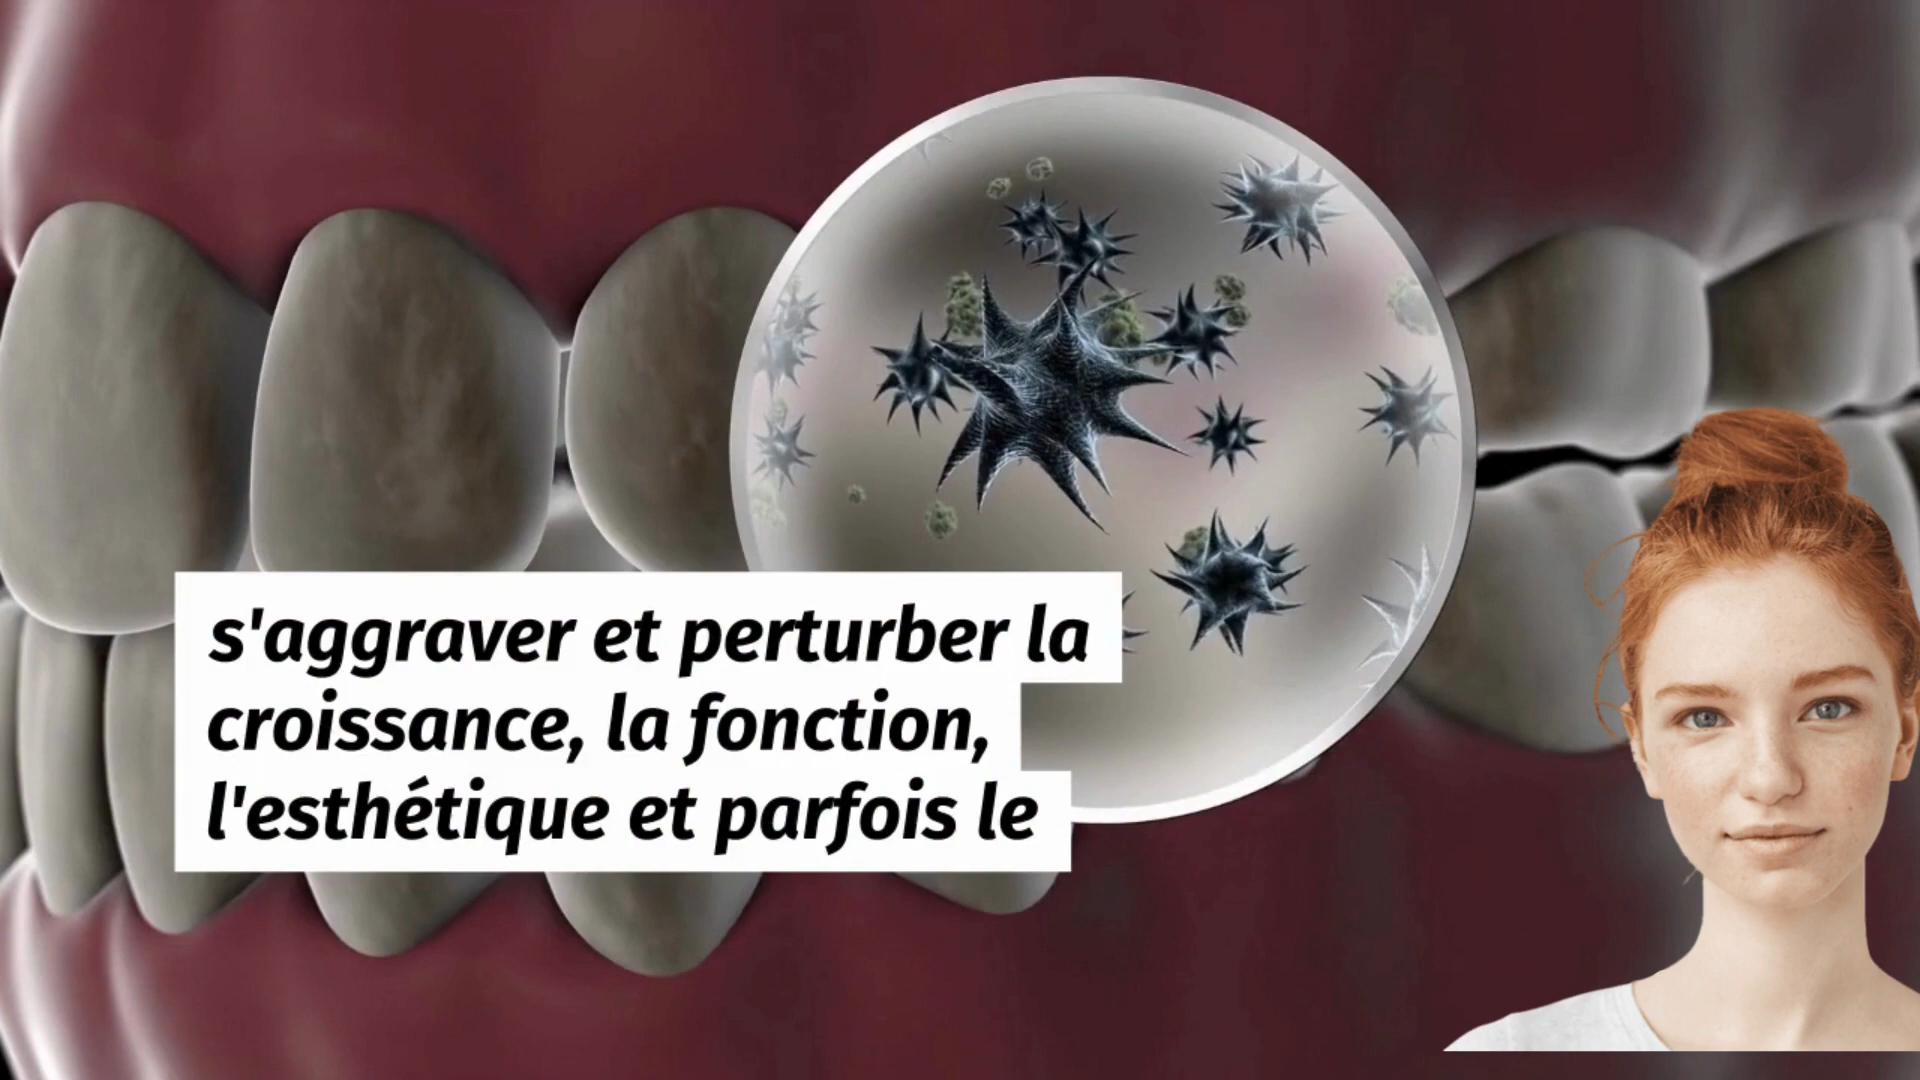 s'aggraver et perturber la
croissance, la fonction,
l'esthétique et parfois le